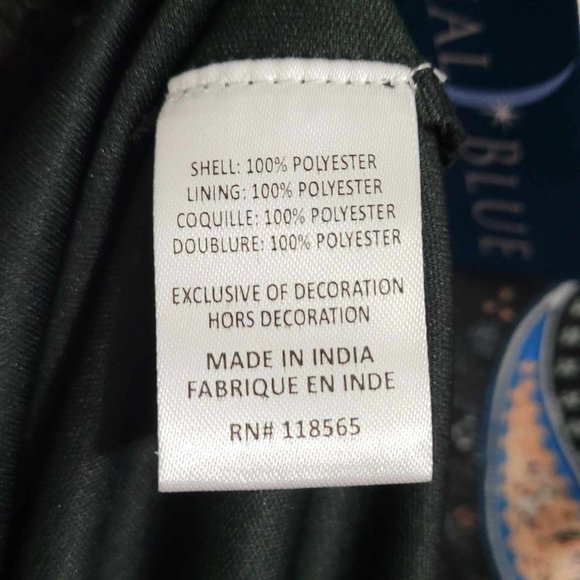 SHELL: 100% POLYESTER
LINING: 100% POLYESTER
COQUILLE: 100% POLYESTER
DOUBLURE: 100% POLYESTER
EXCLUSIVE OF DECORATION
HORS DECORATION
MADE IN INDIA
FABRIQUE EN INDE
RN# 118565
TAL
BLUE